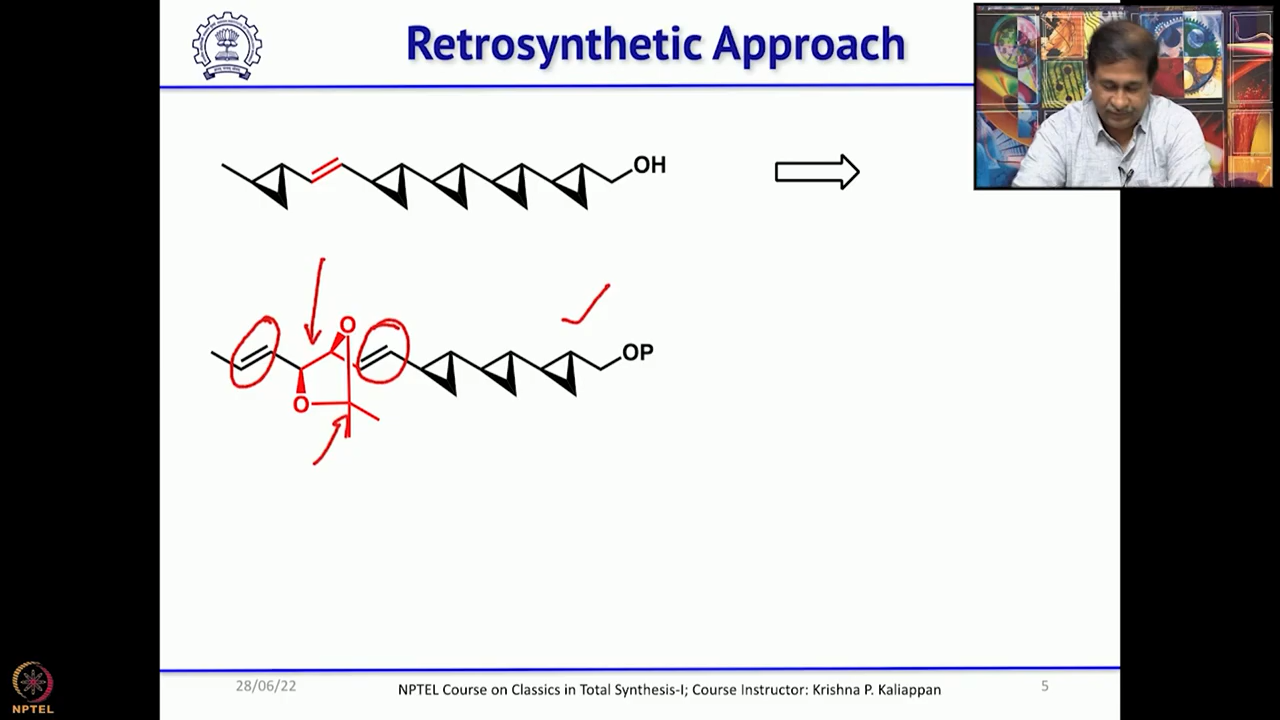 Retrosynthetic Approach
OH
O
OP
O
28/06/22
NPTEL Course on Classics in Total Synthesis-I; Course Instructor: Krishna P. Kaliappan
5
NPTEL